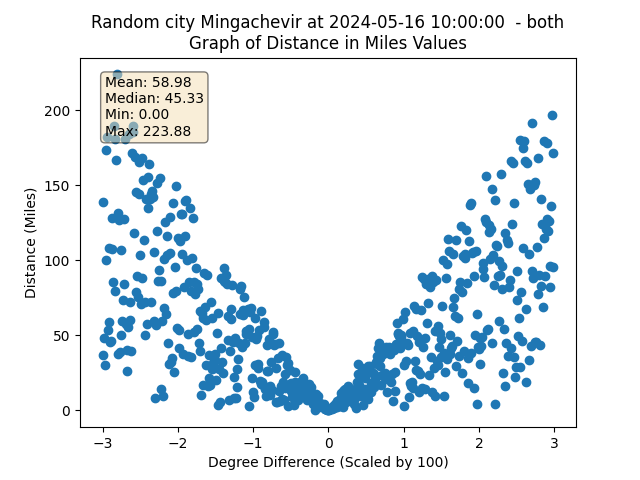 Random city Mingachevir at 2024-05-16 10:00:00 - both
Graph of Distance in Miles Values
Mean: 58.98
Median: 45.33
Min: 0.00
Max: 223.88
200
150
100
50
0
Distance (Miles)
−3 −2 −1 0 1 2 3
Degree Difference (Scaled by 100)